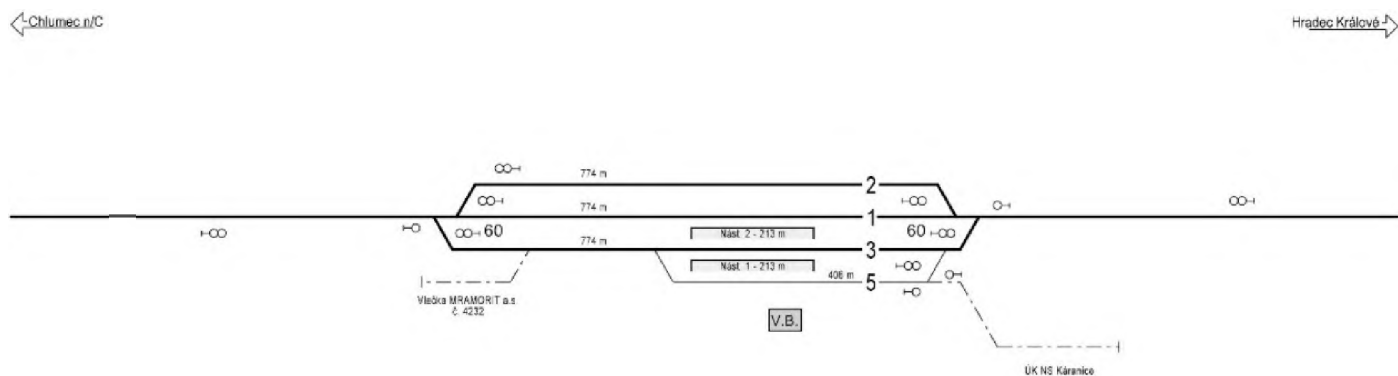 Chlumec n/C
Hradec Králové
774 m
2
774 m
1
60
Nást. 2 - 213 m
60
774 m
3
Nást. 1 - 213 m
406 m
5
Vlečka MRAMORIT a.s
č. 4232
V.B.
ÚK NS Káranice